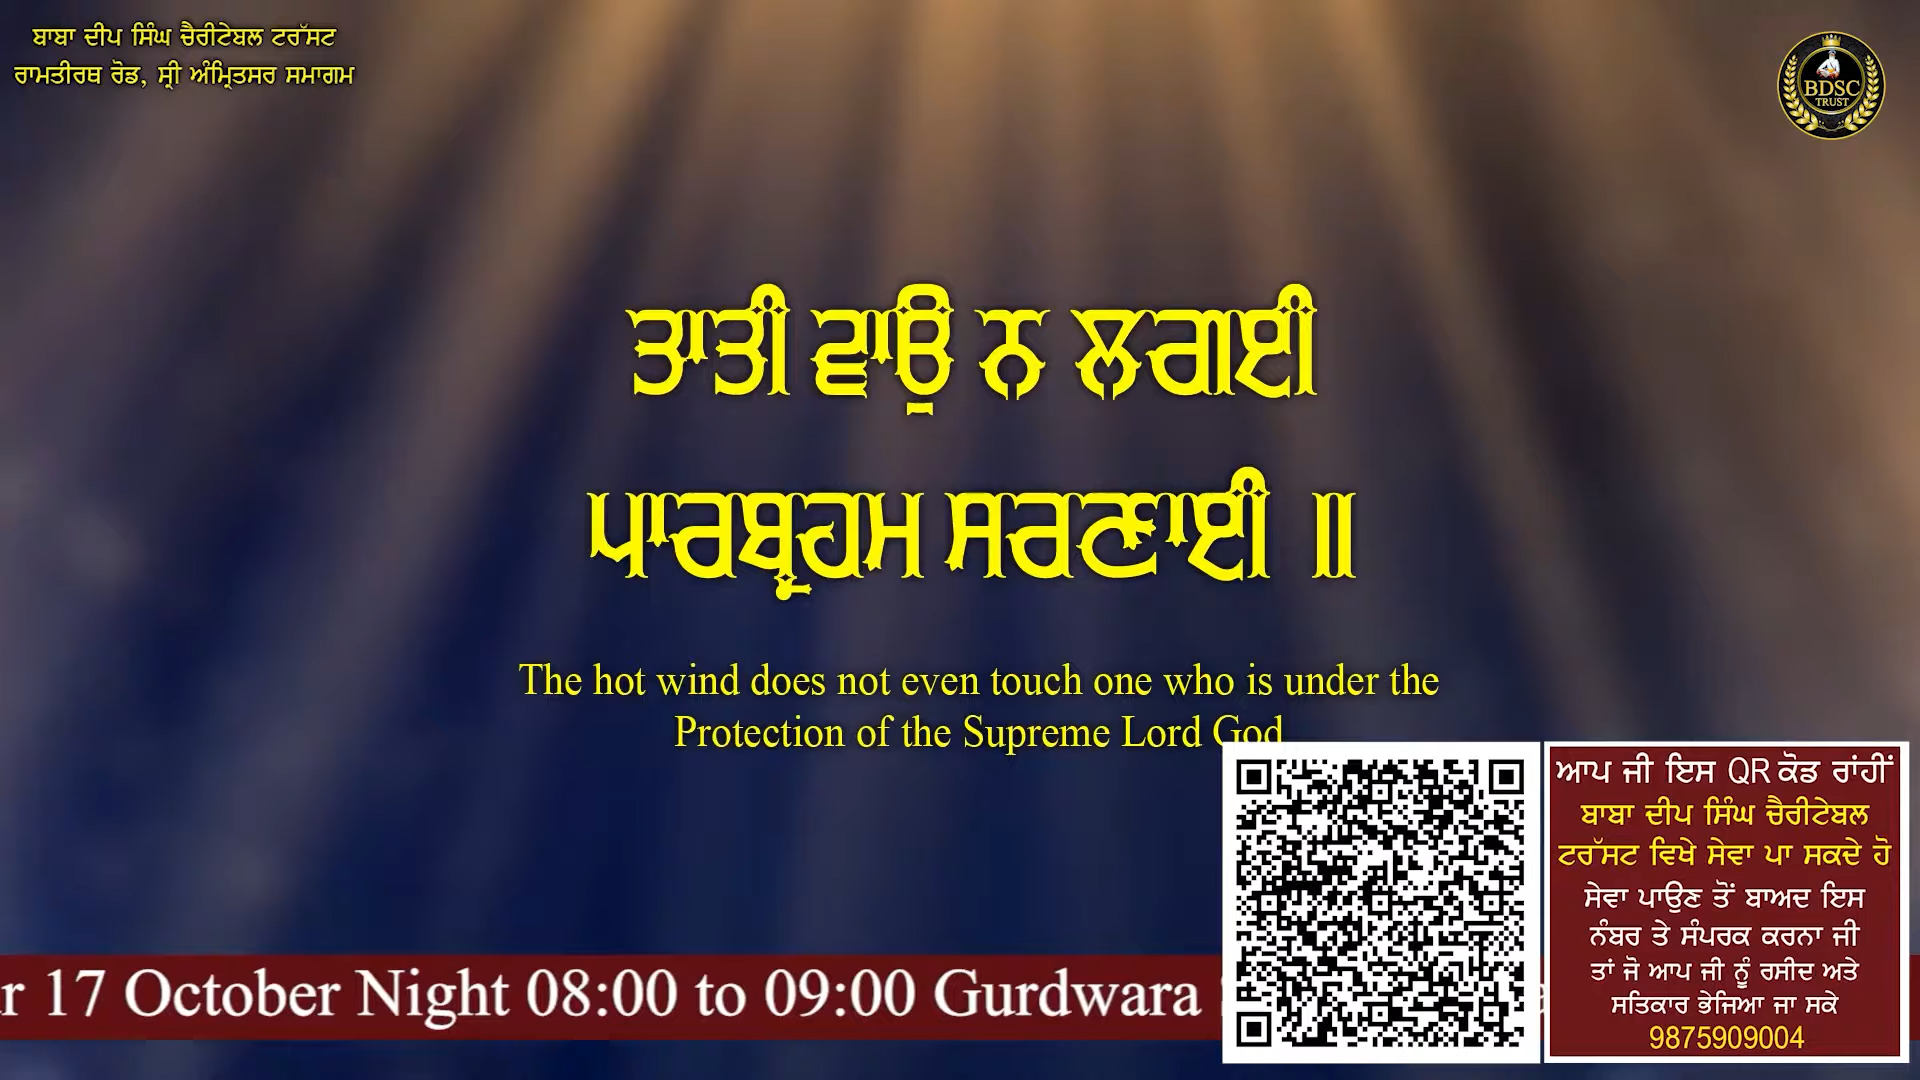 ਬਾਬਾ ਦੀਪ ਸਿੰਘ ਚੈਰੀਟੇਬਲ ਟਰੱਸਟ
ਰਾਮਤੀਰਥ ਰੋਡ, ਸ੍ਰੀ ਅੰਮ੍ਰਿਤਸਰ ਸਮਾਗਮ
BDSC
TRUST
ਤਾਤੀ ਵਾਉ ਨ ਲਗਈ
ਪਾਰਬ੍ਰਹਮ ਸਰਣਾਈ ॥
The hot wind does not even touch one who is under the
Protection of the Supreme Lord God
ਆਪ ਜੀ ਇਸ QR ਕੋਡ ਰਾਂਹੀਂ
ਬਾਬਾ ਦੀਪ ਸਿੰਘ ਚੈਰੀਟੇਬਲ
ਟਰੱਸਟ ਵਿਖੇ ਸੇਵਾ ਪਾ ਸਕਦੇ ਹੋ
ਸੇਵਾ ਪਾਉਣ ਤੋਂ ਬਾਅਦ ਇਸ
ਨੰਬਰ ਤੇ ਸੰਪਰਕ ਕਰਨਾ ਜੀ
ਤਾਂ ਜੋ ਆਪ ਜੀ ਨੂੰ ਰਸੀਦ ਅਤੇ
ਸਤਿਕਾਰ ਭੇਜਿਆ ਜਾ ਸਕੇ
9875909004
r 17 October Night 08:00 to 09:00 Gurdwara